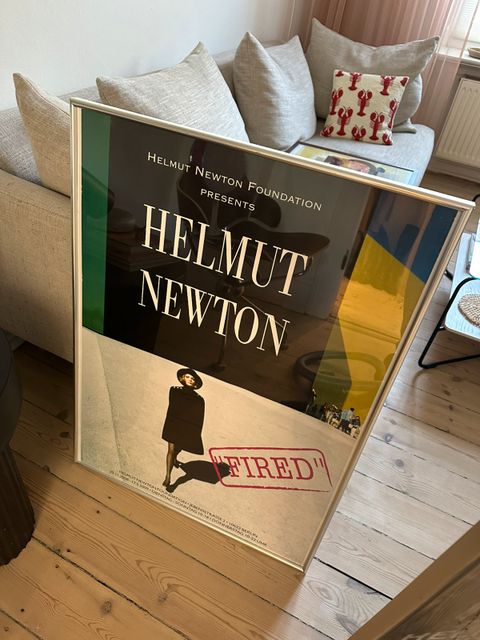 HELMUT NEWTON FOUNDATION
PRESENTS
HELMUT
NEWTON
"FIRED"